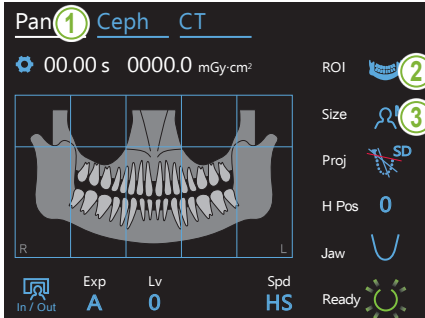 Pan 1 Ceph CT
00.00 s 0000.0 mGy·cm²
ROI 2
Size 3
Proj SD
H Pos 0
R L Jaw
Exp Lv Spd
In / Out A 0 HS Ready